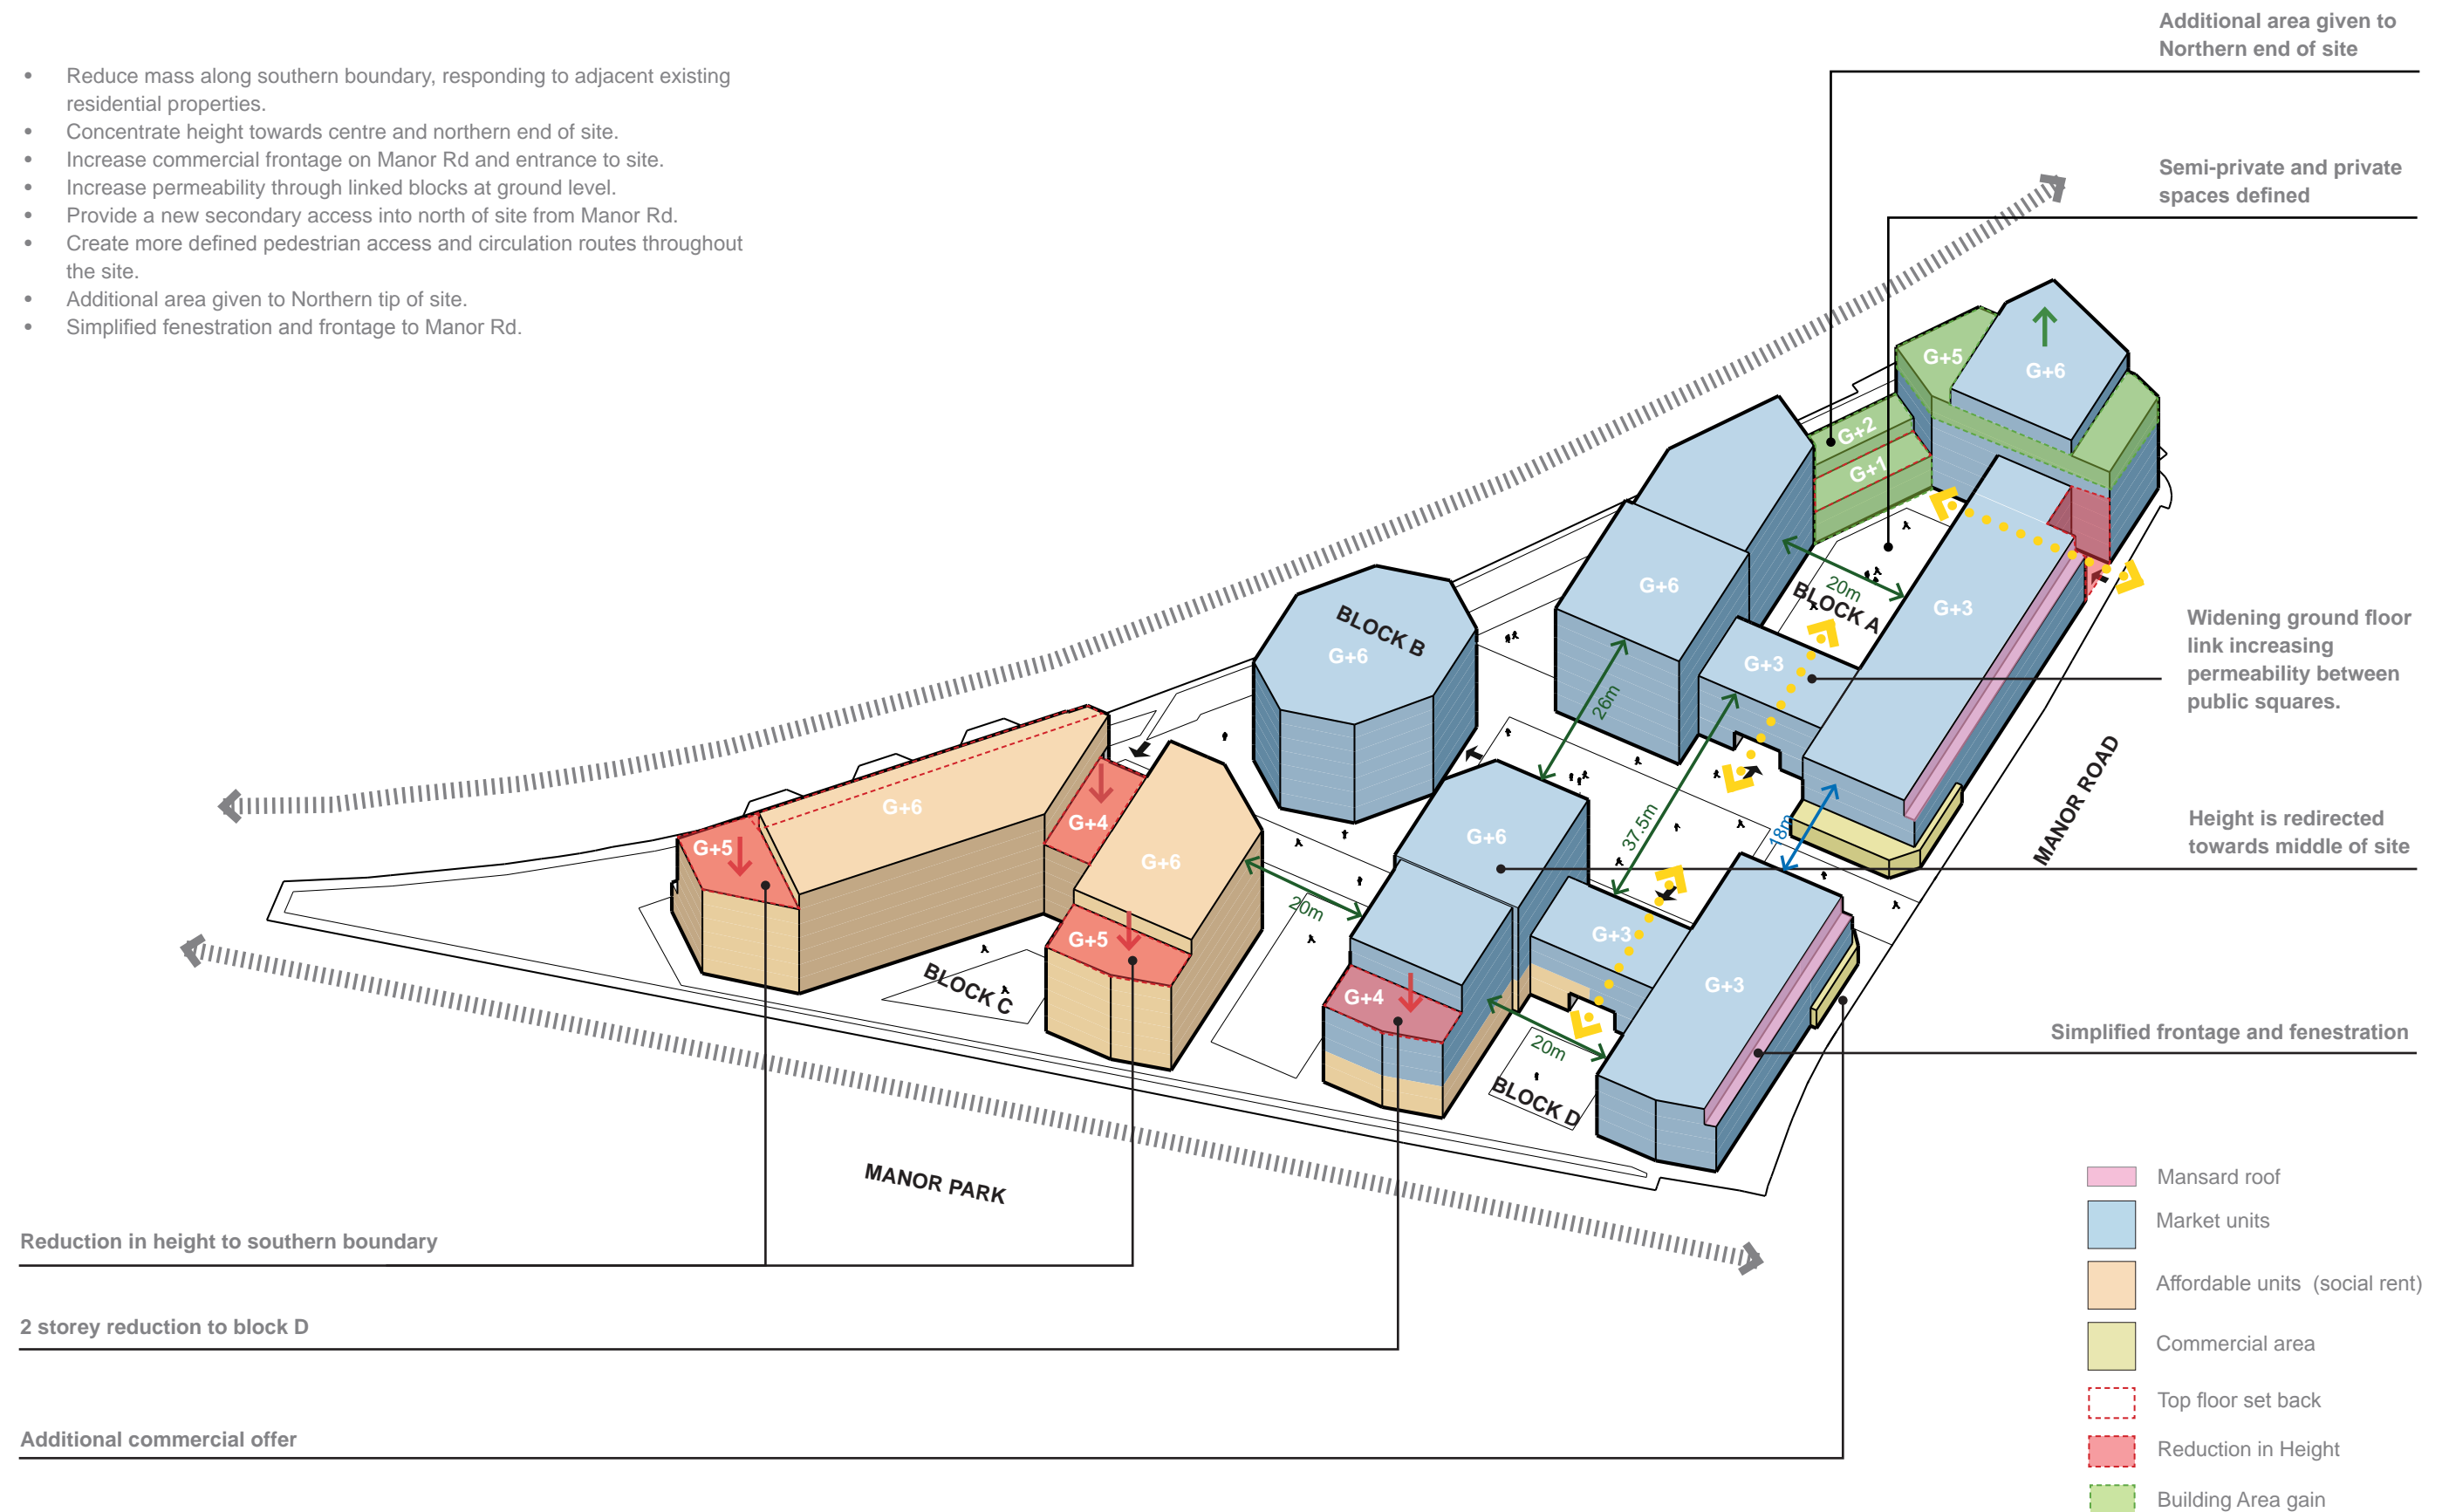 Additional area given to
Northern end of site
• Reduce mass along southern boundary, responding to adjacent existing
residential properties.
• Concentrate height towards centre and northern end of site.
• Increase commercial frontage on Manor Rd and entrance to site.
• Increase permeability through linked blocks at ground level.
• Provide a new secondary access into north of site from Manor Rd.
• Create more defined pedestrian access and circulation routes throughout
the site.
• Additional area given to Northern tip of site.
• Simplified fenestration and frontage to Manor Rd.
Semi-private and private
spaces defined
G+5
G+6
G+2
G+1
G+6
20m
BLOCK A
G+3
BLOCK B
G+6
G+3
26m
Widening ground floor
link increasing
permeability between
public squares.
MANOR ROAD
G+6
G+4
G+5
G+6
G+6
37.5m
18m
Height is redirected
towards middle of site
20m
G+5
G+3
G+4
G+3
BLOCK C
20m
BLOCK D
Simplified frontage and fenestration
MANOR PARK
Reduction in height to southern boundary
2 storey reduction to block D
Additional commercial offer
Mansard roof
Market units
Affordable units (social rent)
Commercial area
Top floor set back
Reduction in Height
Building Area gain